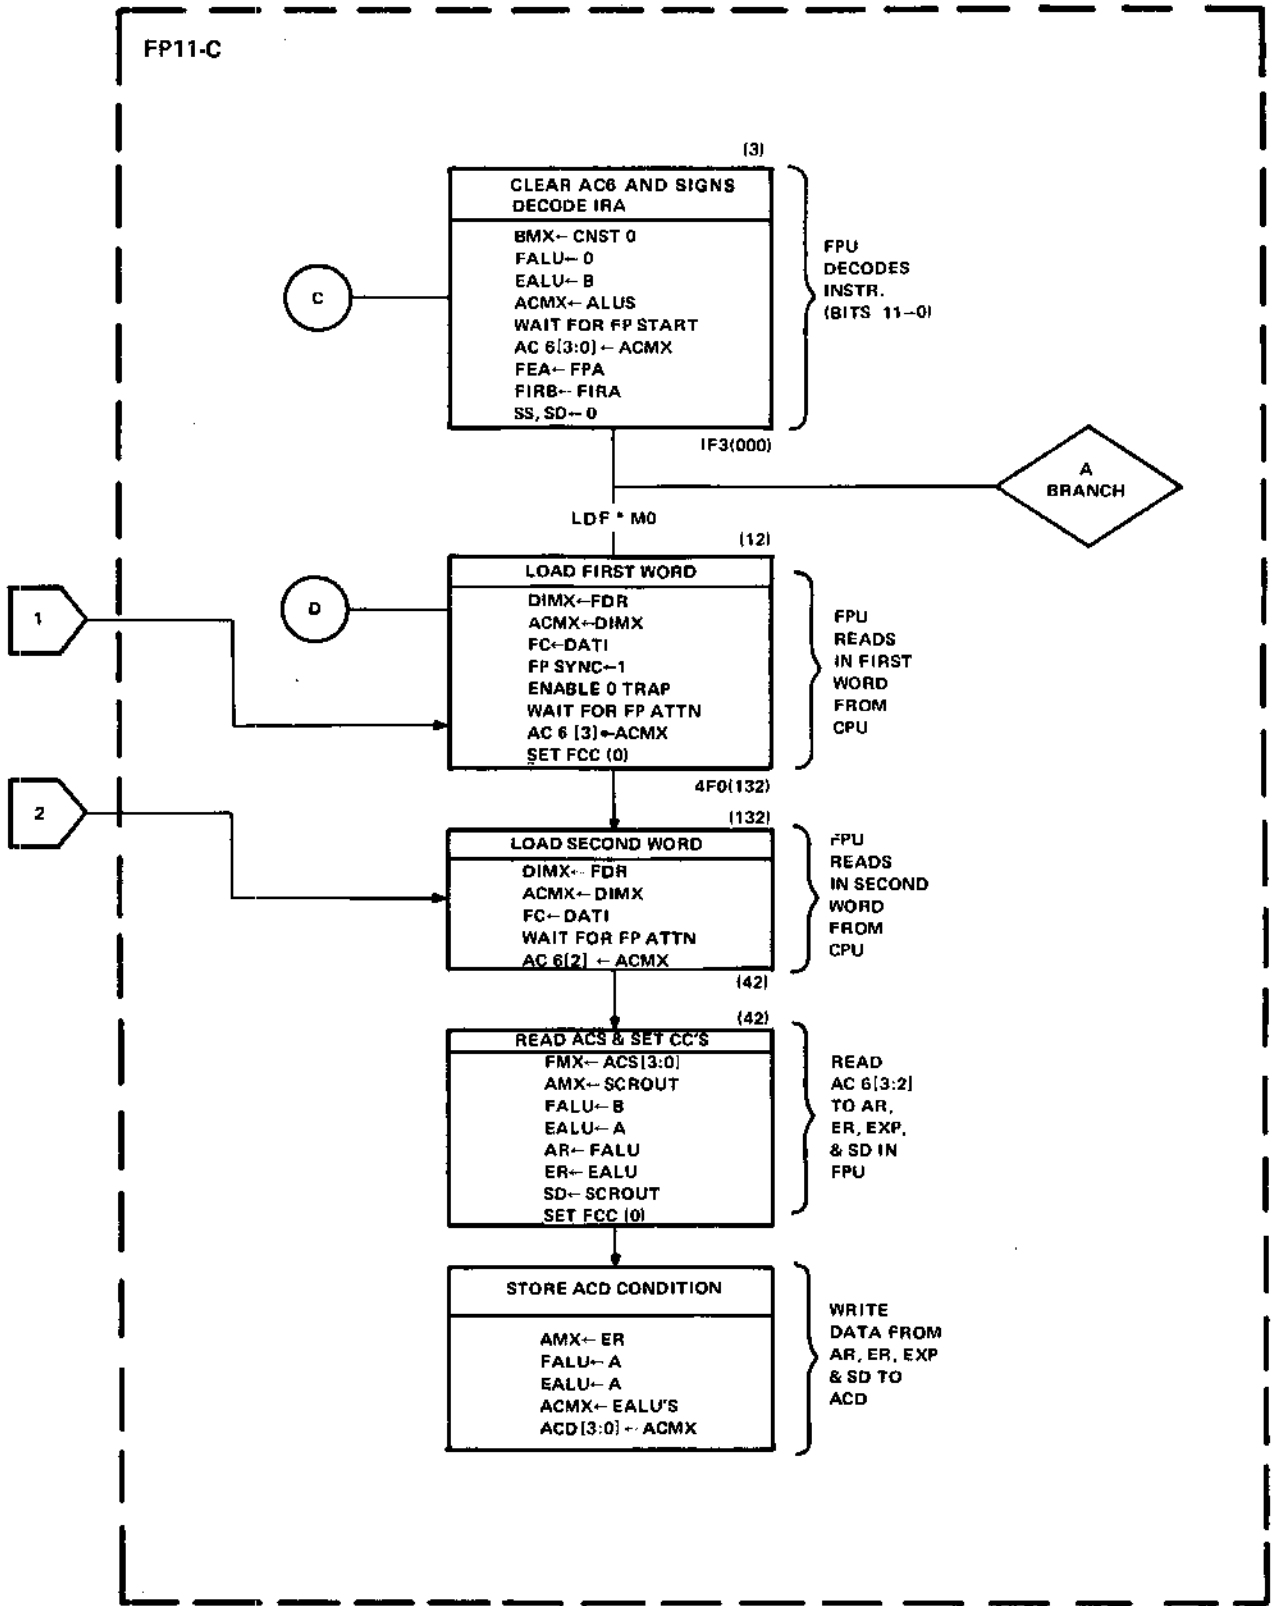 FP11-C
(3)
CLEAR AC6 AND SIGNS
DECODE IRA
BMX← CNST 0
FALU← 0
EALU← B
ACMX← ALUS
WAIT FOR FP START
AC 6[3:0] ← ACMX
FEA← FPA
FIRB← FIRA
SS, SD← 0
FPU
DECODES
INSTR.
(BITS 11-0)
C
IF3(000)
A
BRANCH
LDF * M0
(12)
LOAD FIRST WORD
DIMX←FDR
ACMX←DIMX
FC←DATI
FP SYNC←1
ENABLE 0 TRAP
WAIT FOR FP ATTN
AC 6 [3]←ACMX
SET FCC (0)
D
1
FPU
READS
IN FIRST
WORD
FROM
CPU
4F0(132)
(132)
2
LOAD SECOND WORD
DIMX← FDR
ACMX← DIMX
FC← DATI
WAIT FOR FP ATTN
AC 6[2] ← ACMX
FPU
READS
IN SECOND
WORD
FROM
CPU
(42)
(42)
READ ACS & SET CC'S
FMX← ACS[3:0]
AMX← SCROUT
FALU← B
EALU← A
AR← FALU
ER← EALU
SD← SCROUT
SET FCC (0)
READ
AC 6[3:2]
TO AR,
ER, EXP,
& SD IN
FPU
STORE ACD CONDITION
AMX← ER
FALU← A
EALU← A
ACMX← EALU'S
ACD [3:0] ← ACMX
WRITE
DATA FROM
AR, ER, EXP
& SD TO
ACD